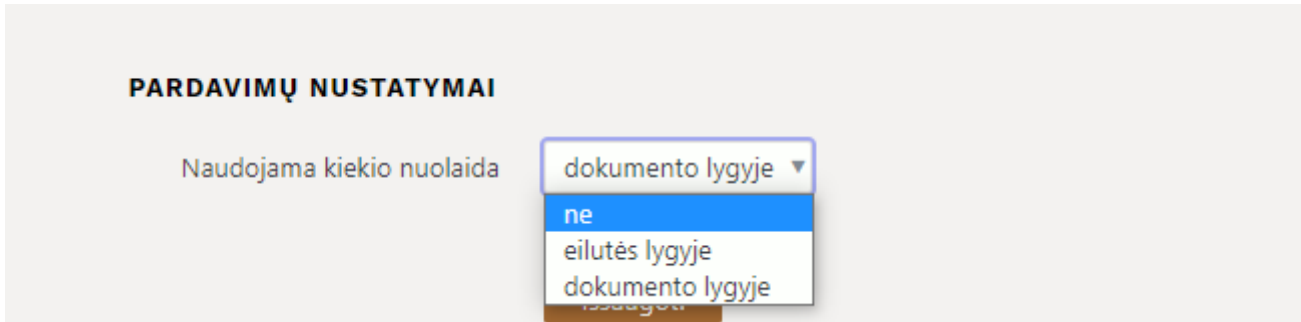 PARDAVIMŲ NUSTATYMAI
Naudojama kiekio nuolaida dokumento lygyje
ne
eilutės lygyje
dokumento lygyje